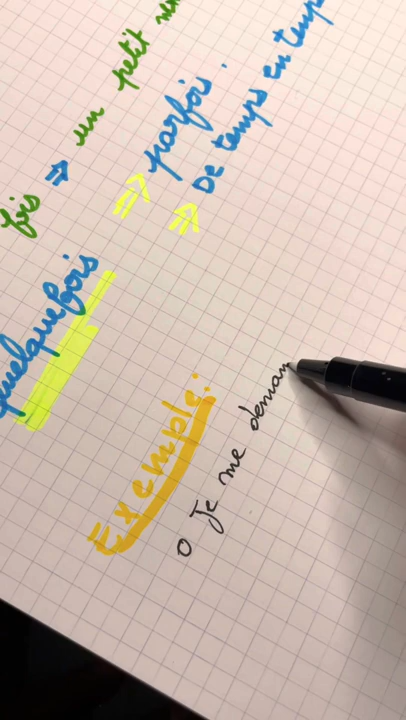 fois ⇒ un petit
quelquefois ⇒ parfois.
⇒ De temps en temps
Exemple:
o Je me deman